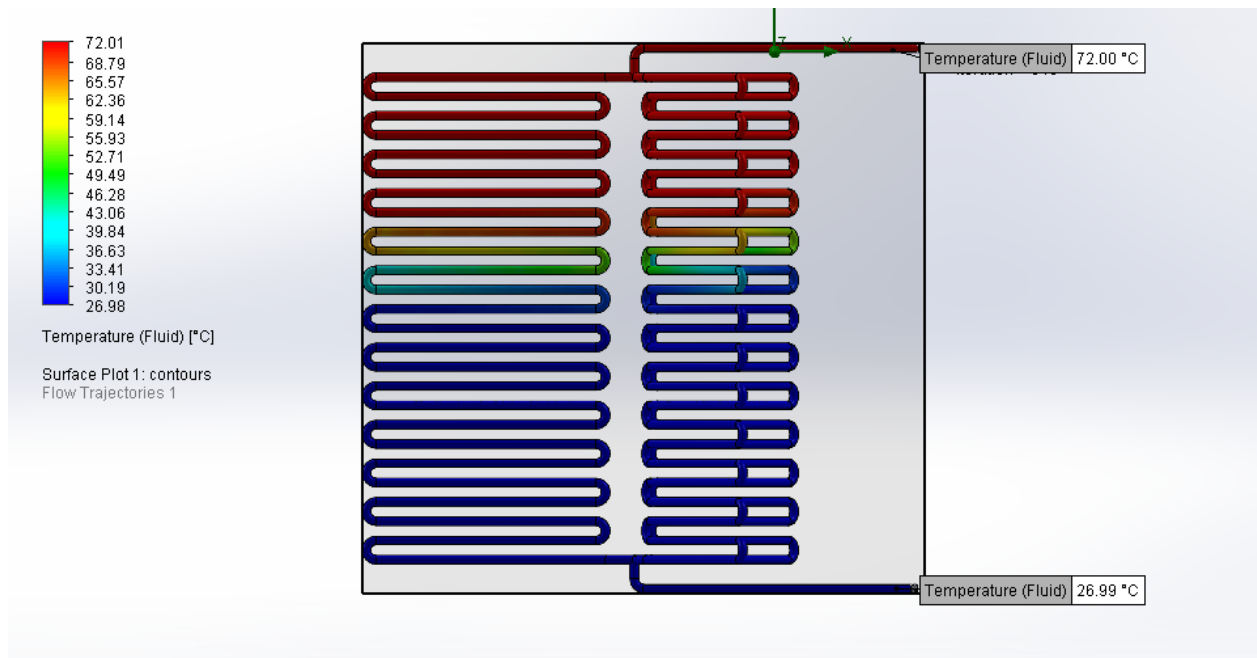 72.01
68.79
65.57
62.36
59.14
55.93
52.71
49.49
46.28
43.06
39.84
36.63
33.41
30.19
26.98
Temperature (Fluid) [°C]
Surface Plot 1: contours
Flow Trajectories 1
Z
Temperature (Fluid) 72.00 °C
Temperature (Fluid) 26.99 °C